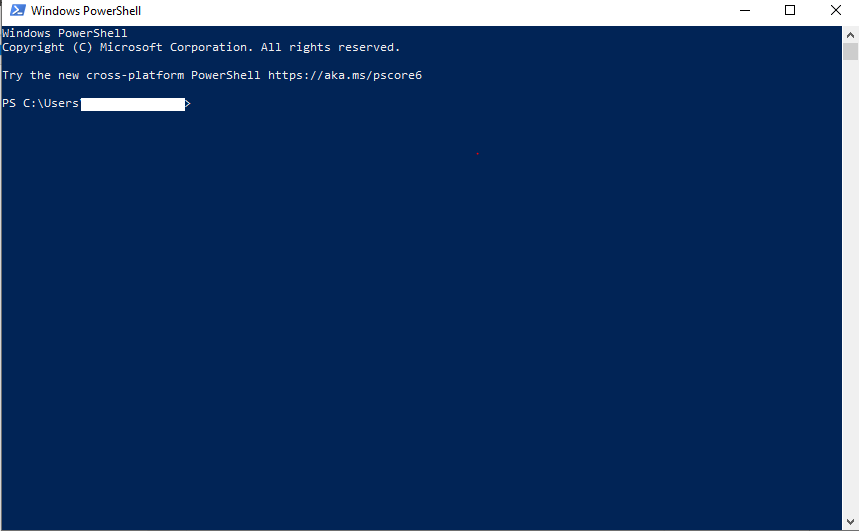 Windows PowerShell
Windows PowerShell
Copyright (C) Microsoft Corporation. All rights reserved.
Try the new cross-platform PowerShell https://aka.ms/pscore6
PS C:\Users>